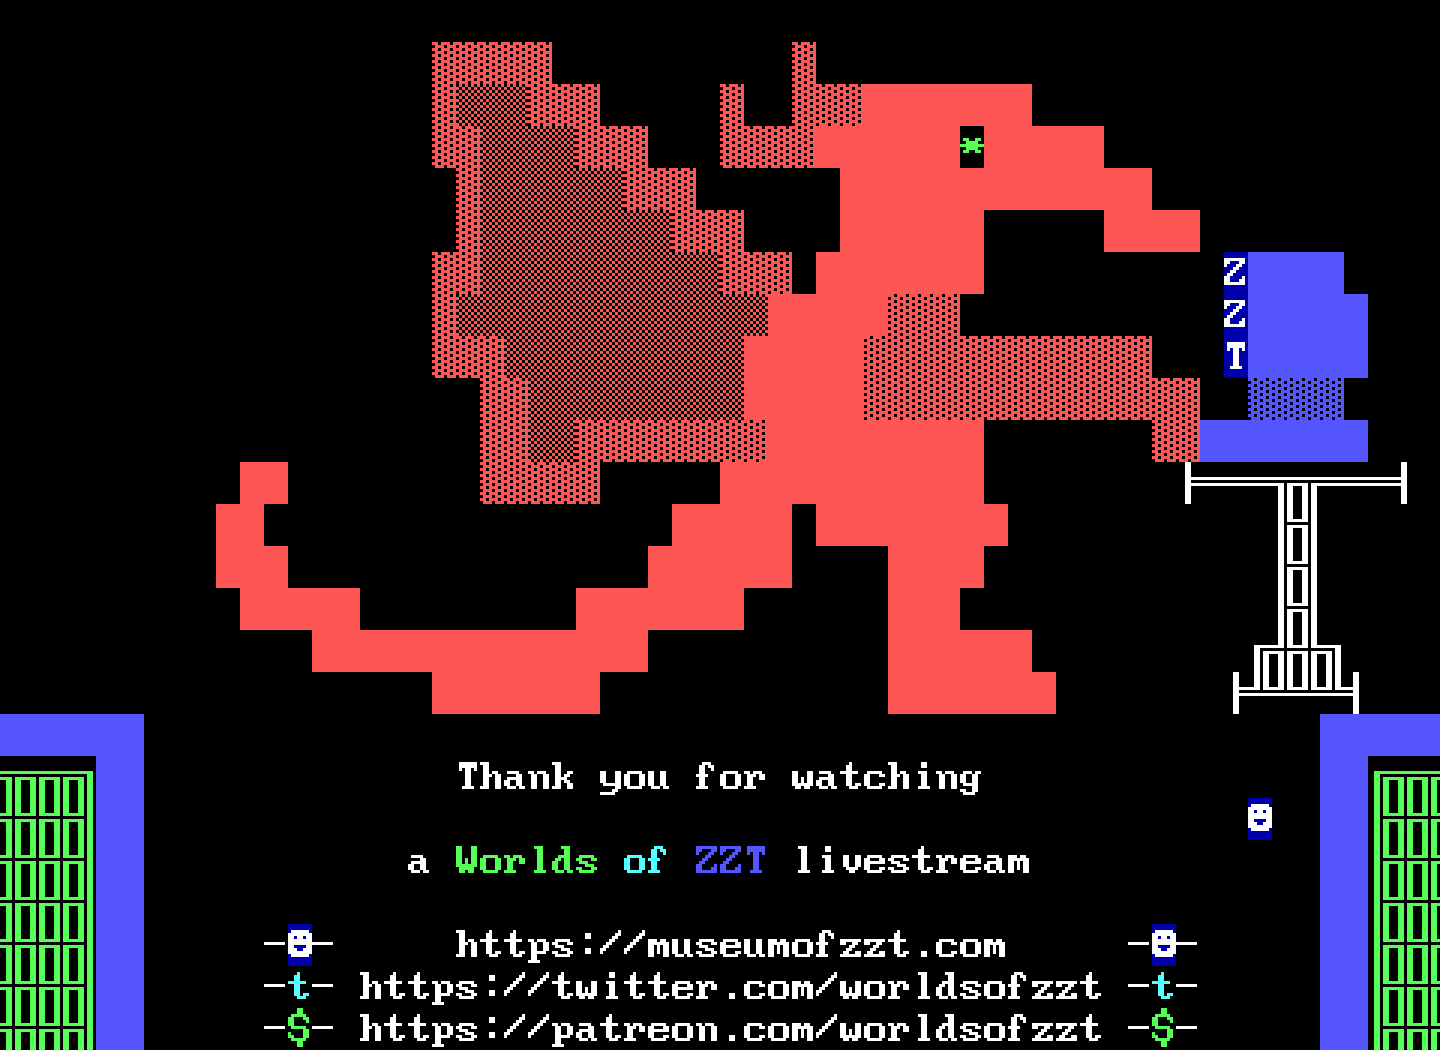 Z
Z
T
Thank you for watching
a Worlds of ZZT livestream
https://museumofzzt.com
-t- https://twitter.com/worldsofzzt -t-
-$- https://patreon.com/worldsofzzt -$-